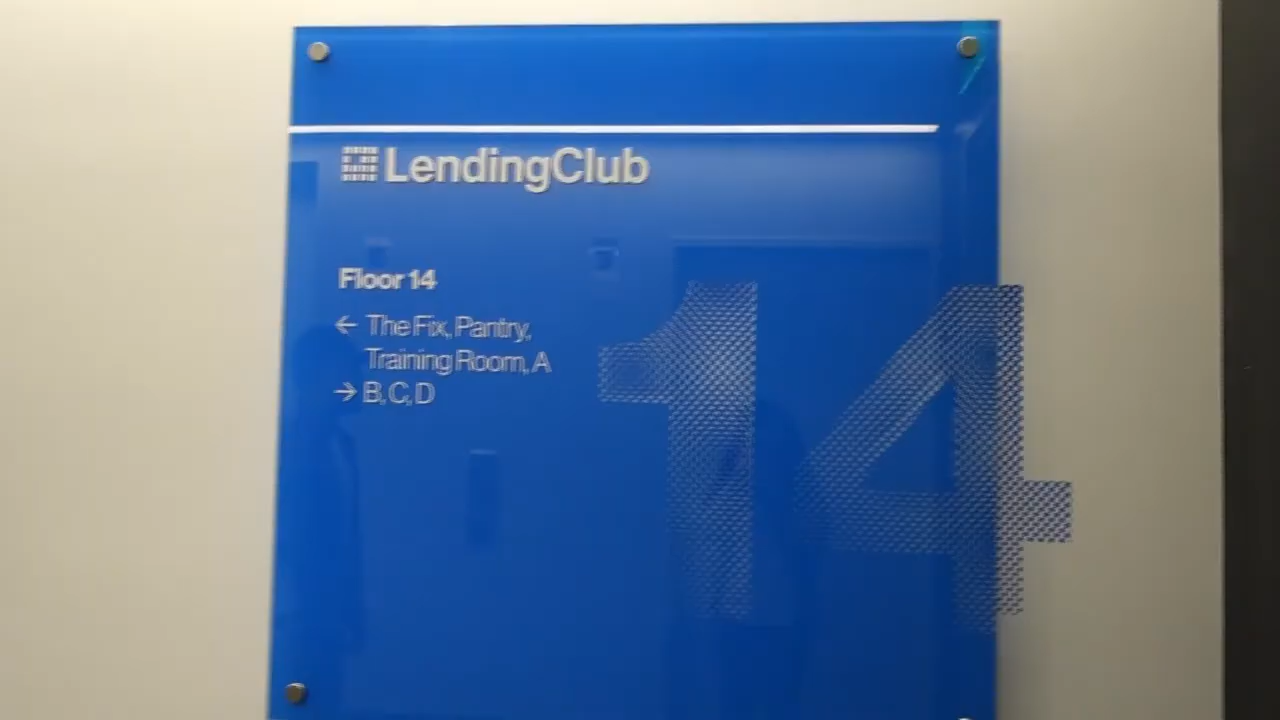 LendingClub
Floor 14
← The Fix, Pantry,
Training Room, A
→ B, C, D
14